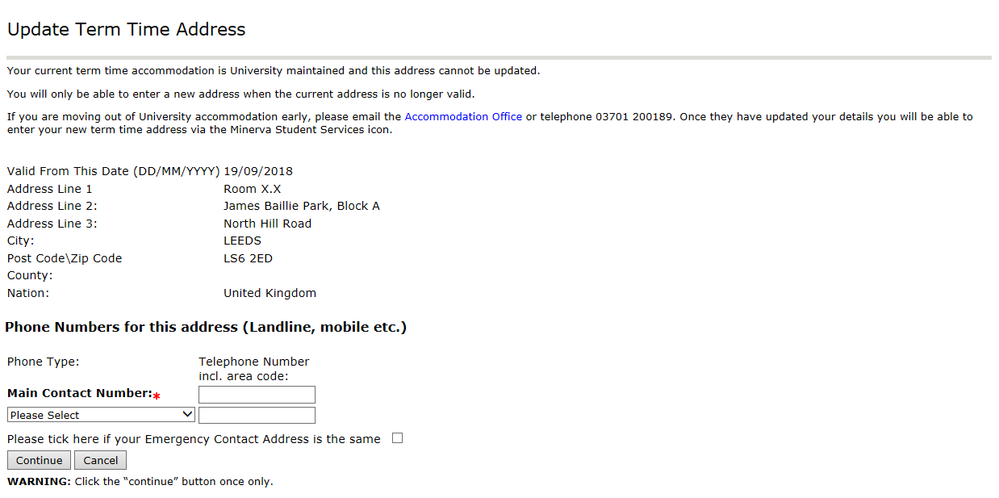 Update Term Time Address
Your current term time accommodation is University maintained and this address cannot be updated.
You will only be able to enter a new address when the current address is no longer valid.
If you are moving out of University accommodation early, please email the Accommodation Office or telephone 03701 200189. Once they have updated your details you will be able to
enter your new term time address via the Minerva Student Services icon.
Valid From This Date (DD/MM/YYYY) 19/09/2018
Address Line 1 Room X.X
Address Line 2: James Baillie Park, Block A
Address Line 3: North Hill Road
City: LEEDS
Post Code\Zip Code LS6 2ED
County:
Nation: United Kingdom
Phone Numbers for this address (Landline, mobile etc.)
Phone Type: Telephone Number
incl. area code:
Main Contact Number:*
Please Select
Please tick here if your Emergency Contact Address is the same
Continue Cancel
WARNING: Click the “continue” button once only.